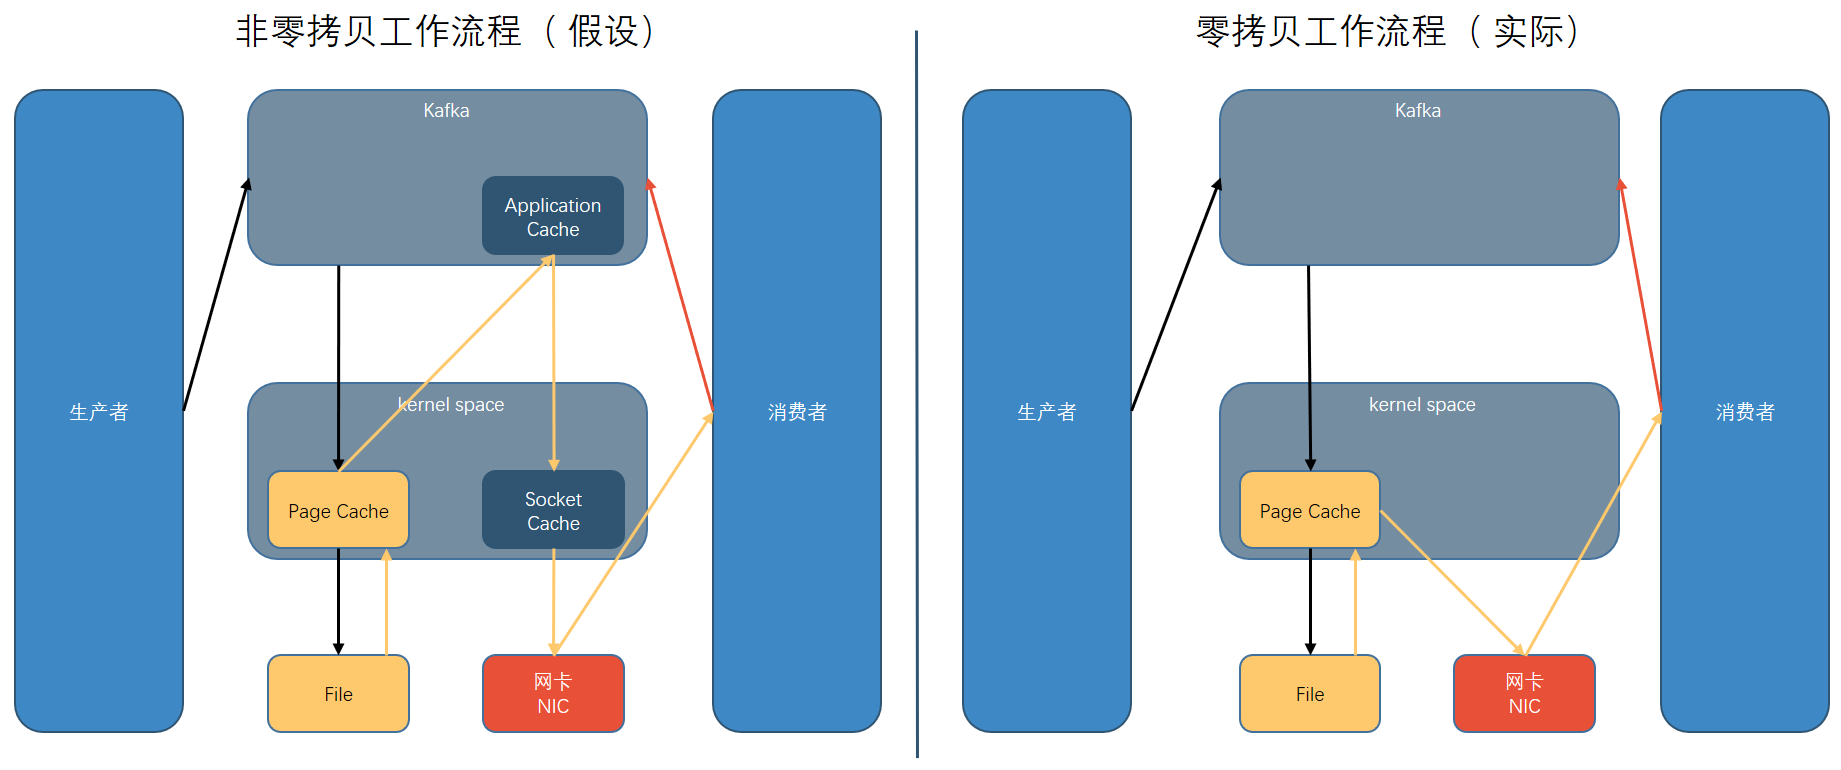 非零拷贝工作流程（假设）
Kafka
Application
Cache
生产者
kernel space
消费者
Page Cache
Socket
Cache
File
网卡
NIC
零拷贝工作流程（实际）
Kafka
生产者
kernel space
消费者
Page Cache
File
网卡
NIC